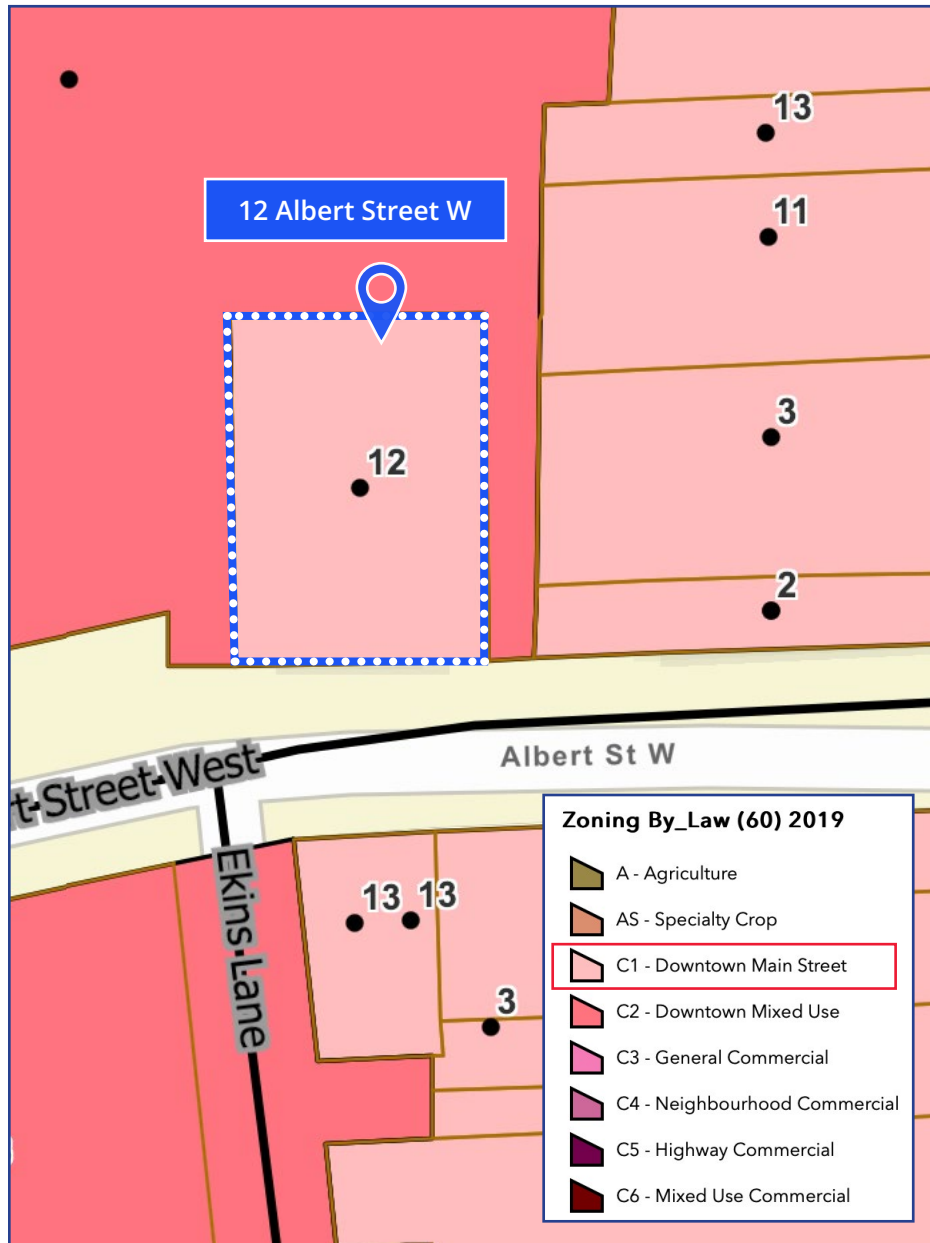 13
12 Albert Street W
11
3
12
2
Albert St W
t-Street-West
Ekins-Lane
13 13
3
Zoning By_Law (60) 2019
A - Agriculture
AS - Specialty Crop
C1 - Downtown Main Street
C2 - Downtown Mixed Use
C3 - General Commercial
C4 - Neighbourhood Commercial
C5 - Highway Commercial
C6 - Mixed Use Commercial